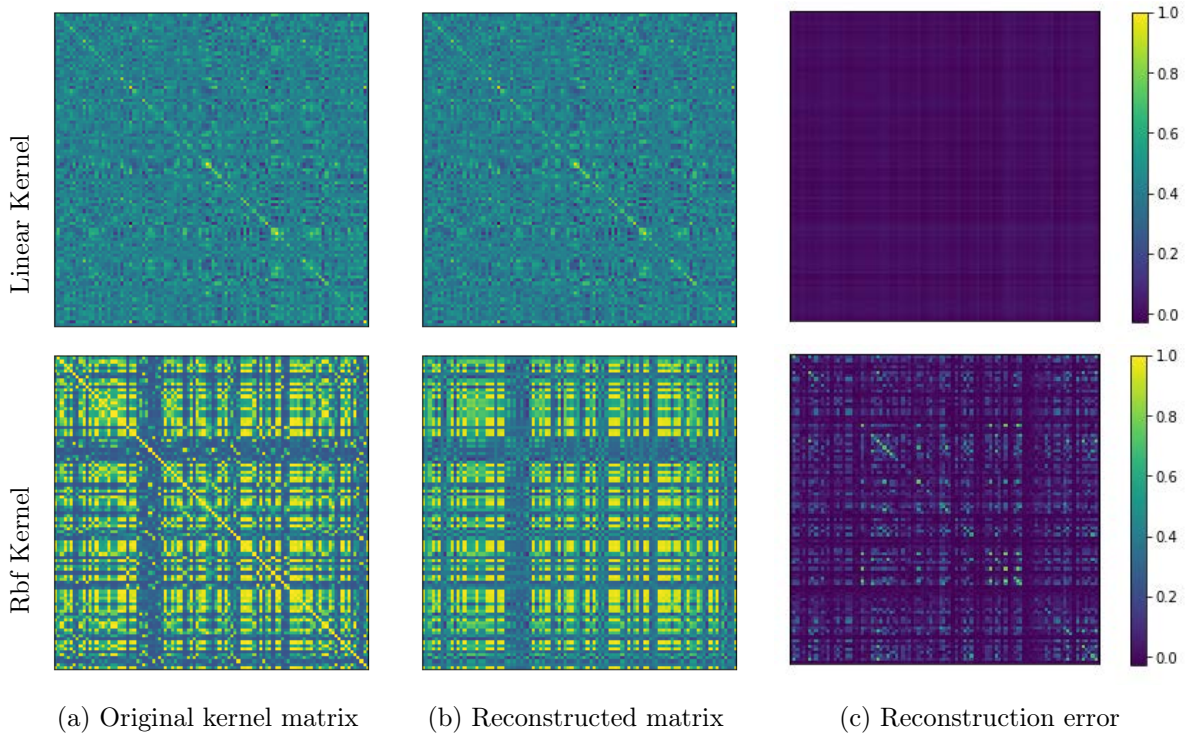 Linear Kernel
1.0
0.8
0.6
0.4
0.2
0.0
Rbf Kernel
1.0
0.8
0.6
0.4
0.2
0.0
(a) Original kernel matrix
(b) Reconstructed matrix
(c) Reconstruction error